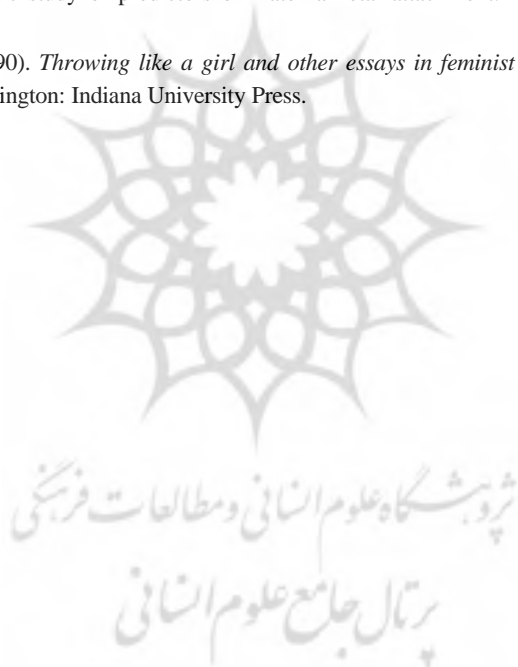 90). Throwing like a girl and other essays in feminist
ington: Indiana University Press.
پژوهشگاه علوم انسانی و مطالعات فرهنگی
پرتال جامع علوم انسانی